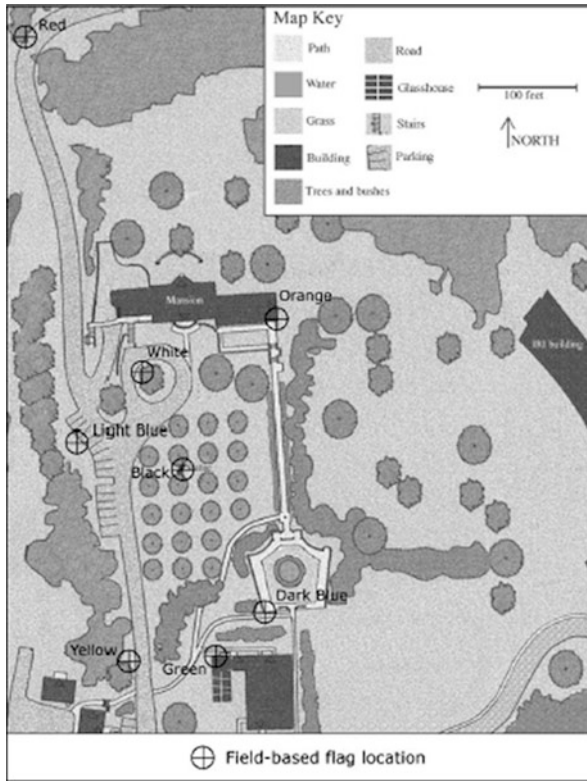 Red
Map Key
Path
Road
Water
Glasshouse
100 feet
Grass
Stairs
NORTH
Building
Parking
Trees and bushes
Mansion
Orange
White
Light Blue
Black
Dark Blue
Yellow
Green
Field-based flag location